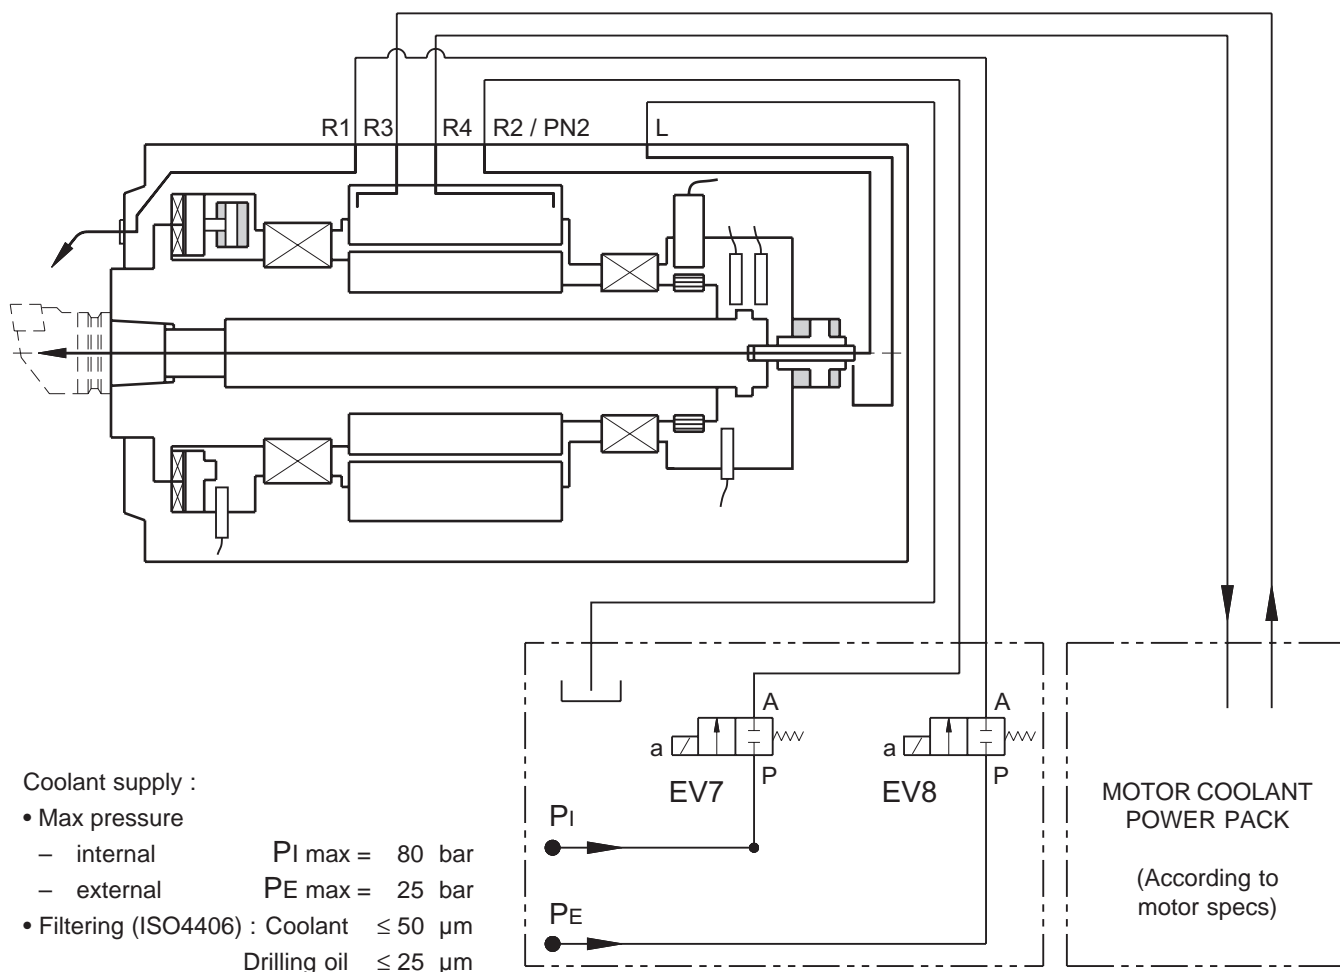 R1 R3 R4 R2 / PN2 L
A A
a a
P P
EV7 EV8
PI
PE
MOTOR COOLANT
POWER PACK
(According to
motor specs)
Coolant supply :
• Max pressure
– internal PI max = 80 bar
– external PE max = 25 bar
• Filtering (ISO4406) : Coolant ≤ 50 µm
Drilling oil ≤ 25 µm